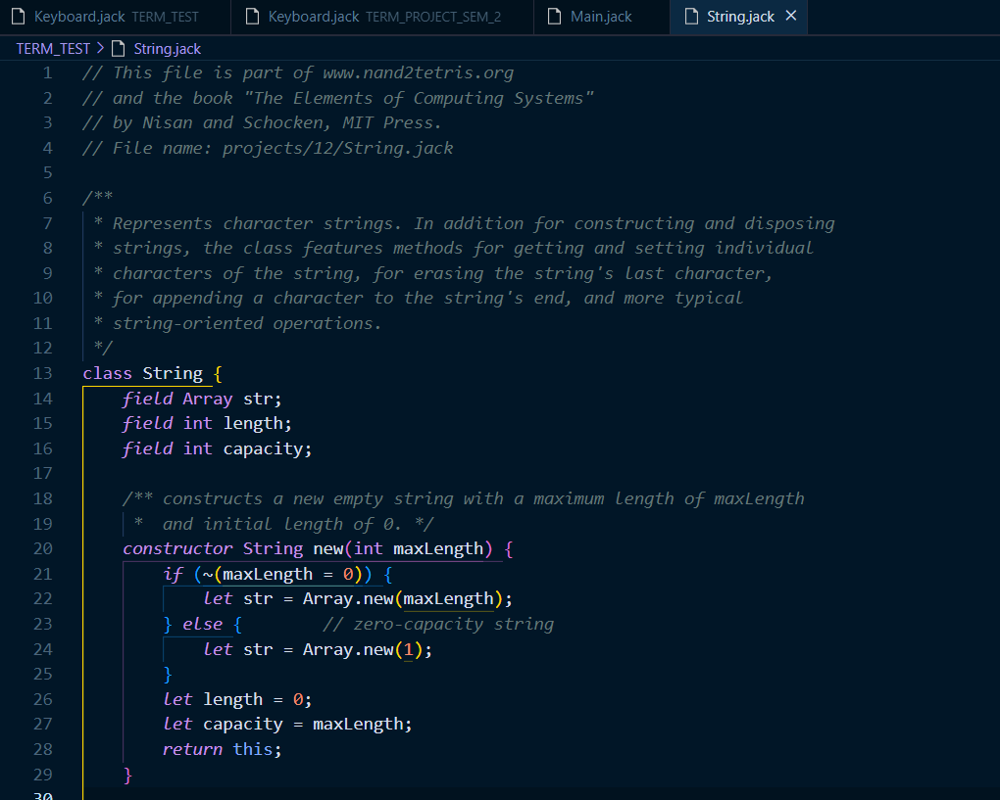 Keyboard.jack TERM_TEST Keyboard.jack TERM_PROJECT_SEM_2 Main.jack String.jack ×
TERM_TEST > String.jack
1 // This file is part of www.nand2tetris.org
2 // and the book "The Elements of Computing Systems"
3 // by Nisan and Schocken, MIT Press.
4 // File name: projects/12/String.jack
5
6 /**
7 * Represents character strings. In addition for constructing and disposing
8 * strings, the class features methods for getting and setting individual
9 * characters of the string, for erasing the string's last character,
10 * for appending a character to the string's end, and more typical
11 * string-oriented operations.
12 */
13 class String {
14 field Array str;
15 field int length;
16 field int capacity;
17
18 /** constructs a new empty string with a maximum length of maxLength
19 * and initial length of 0. */
20 constructor String new(int maxLength) {
21 if (~(maxLength = 0)) {
22 let str = Array.new(maxLength);
23 } else { // zero-capacity string
24 let str = Array.new(1);
25 }
26 let length = 0;
27 let capacity = maxLength;
28 return this;
29 }
30